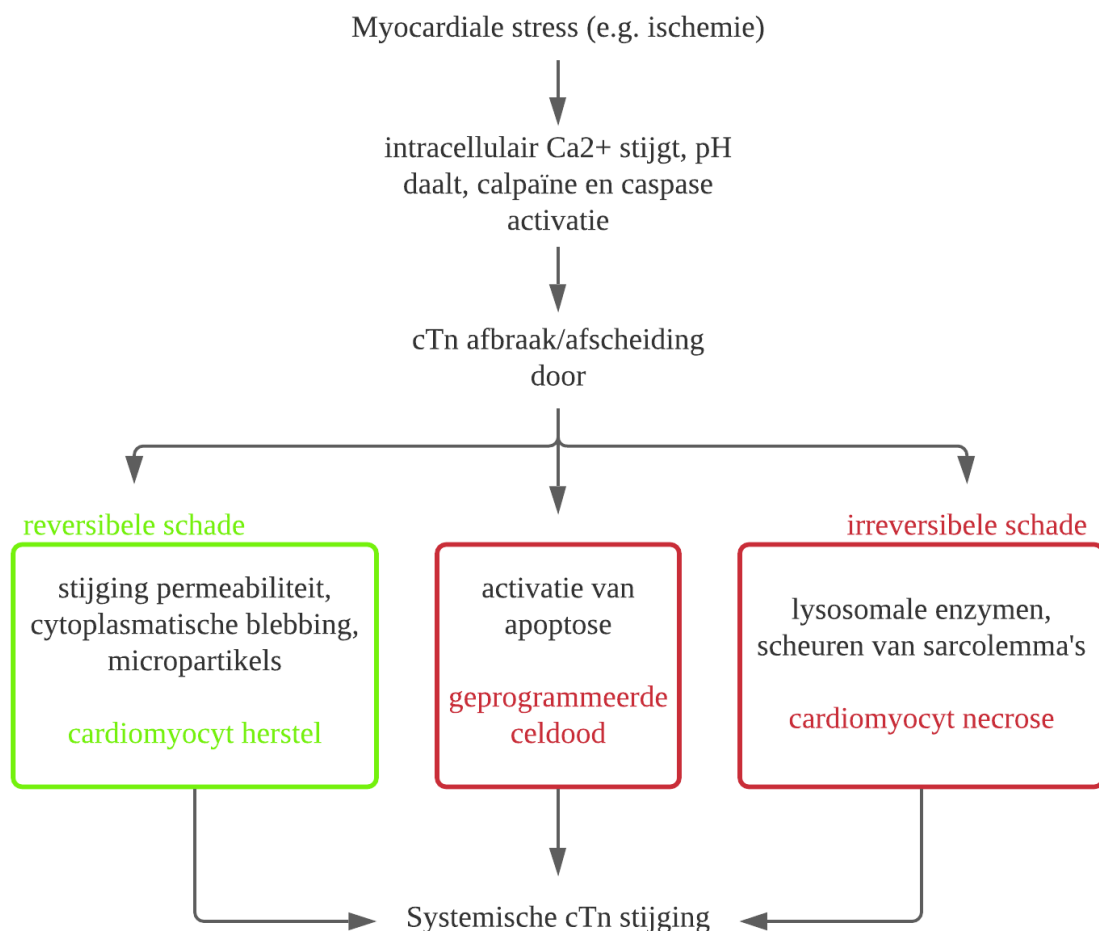 Myocardiale stress (e.g. ischemie)
intracellulair Ca2+ stijgt, pH
daalt, calpaïne en caspase
activatie
cTn afbraak/afscheiding
door
reversibele schade
stijging permeabiliteit,
cytoplasmatische blebbing,
micropartikels
cardiomyocyt herstel
activatie van
apoptose
geprogrammeerde
celdood
irreversibele schade
lysosomale enzymen,
scheuren van sarcolemma's
cardiomyocyt necrose
Systemische cTn stijging